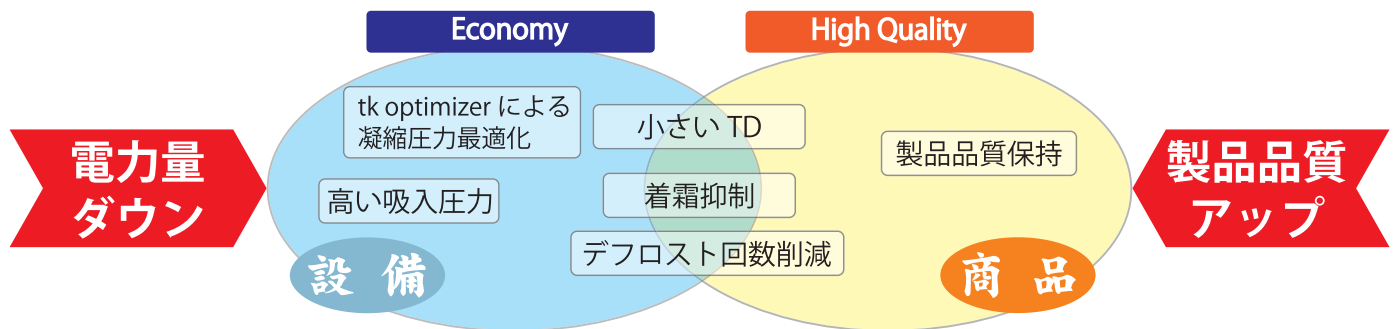 Economy
High Quality
電力量
ダウン
tk optimizer による
凝縮圧力最適化
高い吸入圧力
設 備
小さい TD
着霜抑制
デフロスト回数削減
製品品質保持
商 品
製品品質
アップ